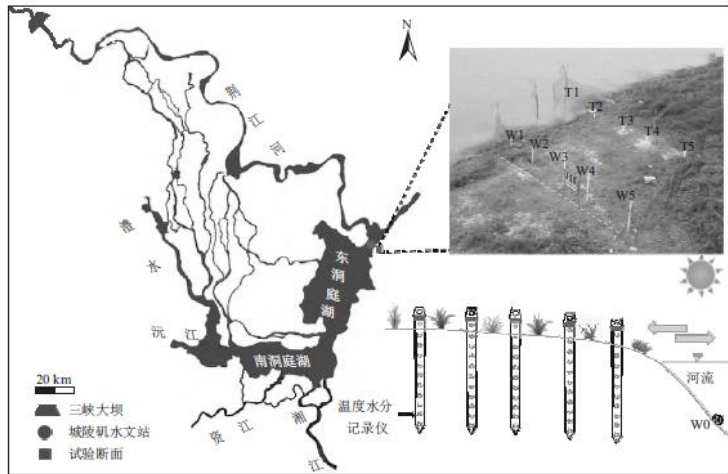 N
荆
江
河
T1
T2
T3
T4
T5
W1
W2
W3
W4
W5
澧
水
东
洞
庭
湖
沅江
南洞庭湖
20 km
三峡大坝
城陵矶水文站
试验断面
资江
湘
江
温度水分
记录仪
河流
W0